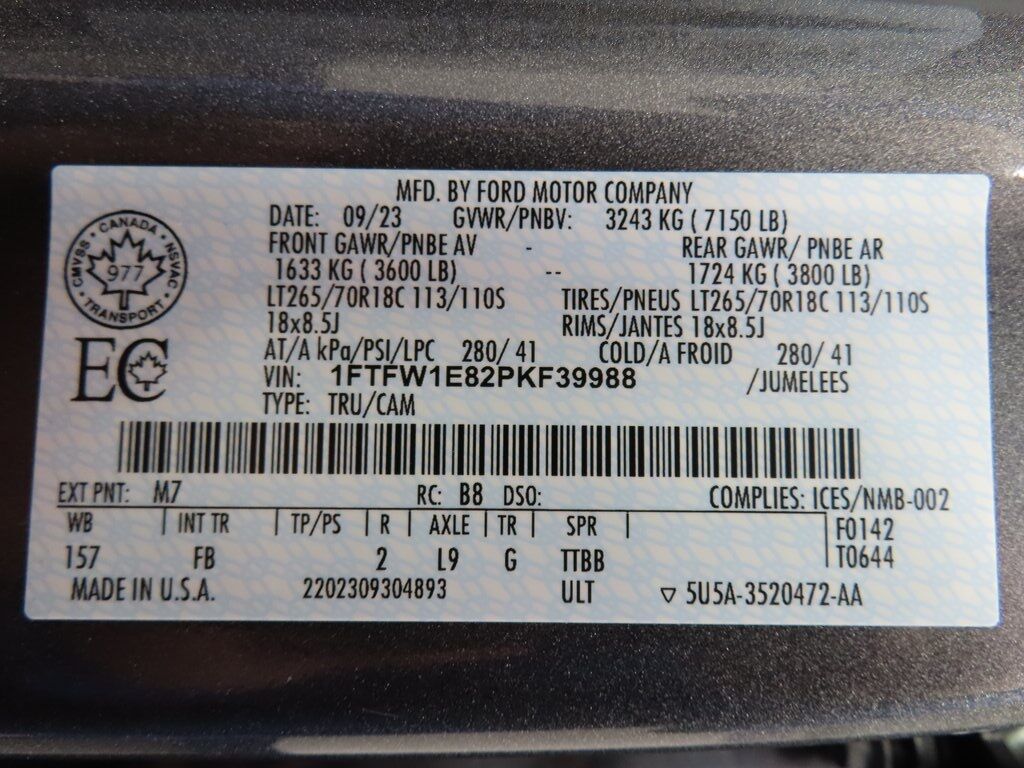 MFD. BY FORD MOTOR COMPANY
DATE: 09/23 GVWR/PNBV: 3243 KG ( 7150 LB)
FRONT GAWR/PNBE AV - REAR GAWR/ PNBE AR
1633 KG ( 3600 LB) -- 1724 KG ( 3800 LB)
LT265/70R18C 113/110S TIRES/PNEUS LT265/70R18C 113/110S
18x8.5J RIMS/JANTES 18x8.5J
AT/A kPa/PSI/LPC 280/ 41 COLD/A FROID 280/ 41
VIN: 1FTFW1E82PKF39988 /JUMELEES
TYPE: TRU/CAM
CANADA · NSVAC · TRANSPORT · CMVSS ·
977
EC
EXT PNT: M7 RC: B8 DSO: COMPLIES: ICES/NMB-002
WB | INT TR | TP/PS | R | AXLE | TR | SPR | F0142
157 FB 2 L9 G TTBB T0644
MADE IN U.S.A. 2202309304893 ULT ▽ 5U5A-3520472-AA